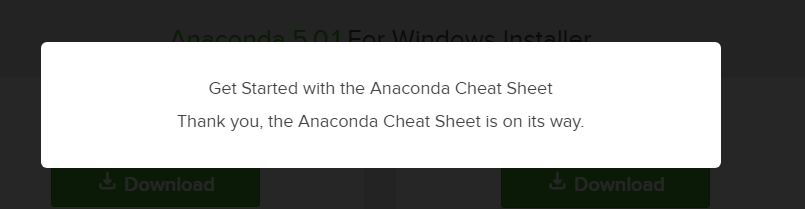 Anaconda 5.0.1 For Windows Installer
Get Started with the Anaconda Cheat Sheet
Thank you, the Anaconda Cheat Sheet is on its way.
Download
Download